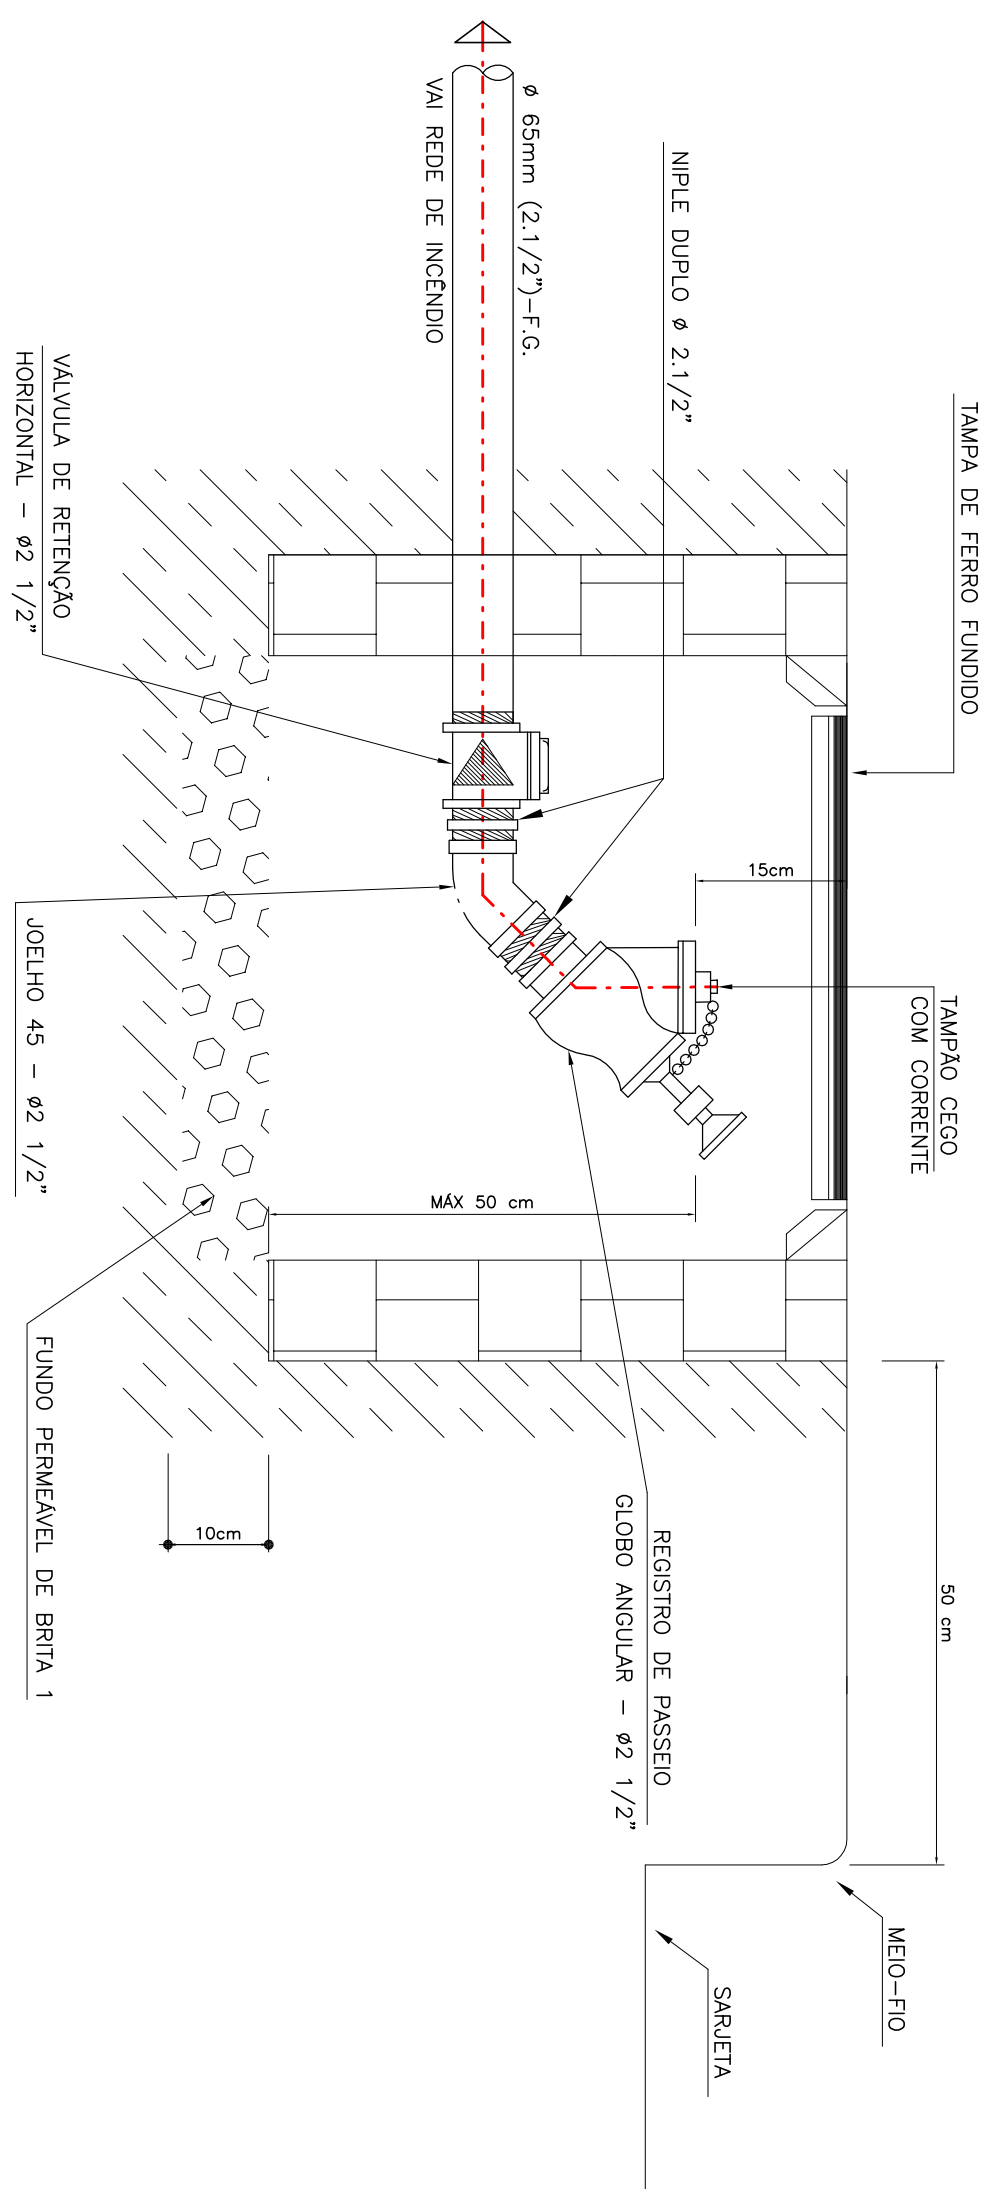 TAMPA DE FERRO FUNDIDO
NIPLE DUPLO ø 2.1/2"
ø 65mm (2.1/2")-F.G.
VAI REDE DE INCÊNDIO
VÁLVULA DE RETENÇÃO
HORIZONTAL - ø2 1/2"
15cm
TAMPÃO CEGO
COM CORRENTE
MÁX 50 cm
JOELHO 45 - ø2 1/2"
FUNDO PERMEÁVEL DE BRITA 1
10cm
REGISTRO DE PASSEIO
GLOBO ANGULAR - ø2 1/2"
50 cm
MEIO-FIO
SARJETA